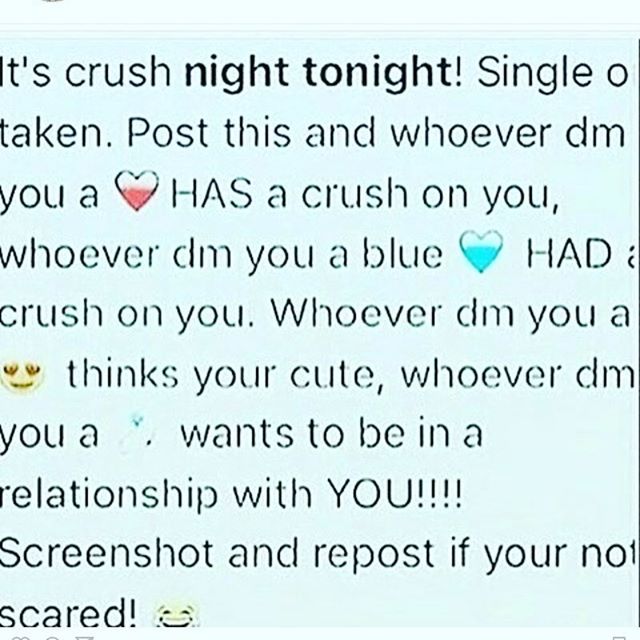 It's crush night tonight! Single o
taken. Post this and whoever dm
you a ❤️ HAS a crush on you,
whoever dm you a blue 💙 HAD a
crush on you. Whoever dm you a
😍 thinks your cute, whoever dm
you a 💍 wants to be in a
relationship with YOU!!!!
Screenshot and repost if your not
scared! 😂